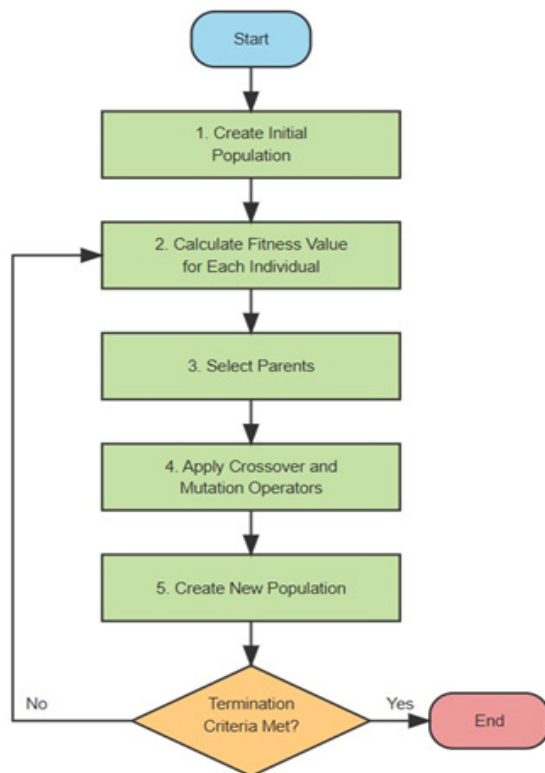 Start
1. Create Initial
Population
2. Calculate Fitness Value
for Each Individual
3. Select Parents
4. Apply Crossover and
Mutation Operators
5. Create New Population
No
Termination
Criteria Met?
Yes
End